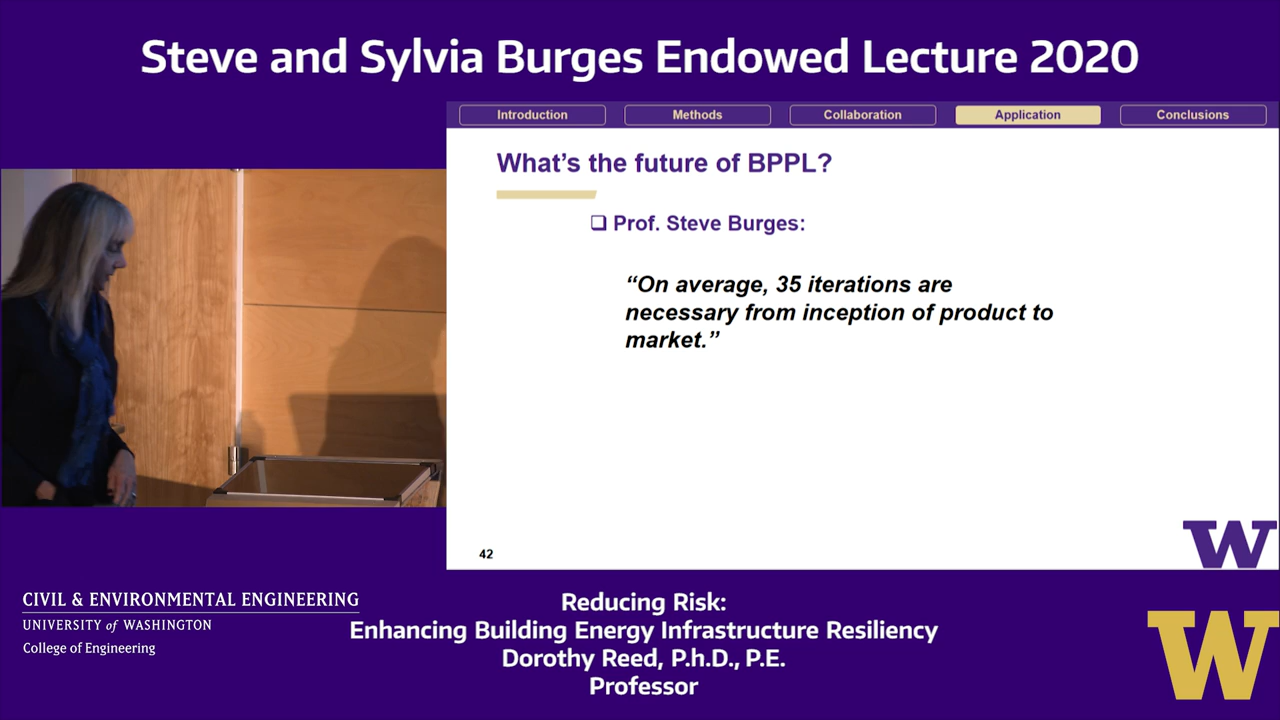 Steve and Sylvia Burges Endowed Lecture 2020
Introduction
Methods
Collaboration
Application
Conclusions
What's the future of BPPL?
❑ Prof. Steve Burges:
“On average, 35 iterations are
necessary from inception of product to
market.”
42
W
CIVIL & ENVIRONMENTAL ENGINEERING
UNIVERSITY of WASHINGTON
College of Engineering
Reducing Risk:
Enhancing Building Energy Infrastructure Resiliency
Dorothy Reed, P.h.D., P.E.
Professor
W